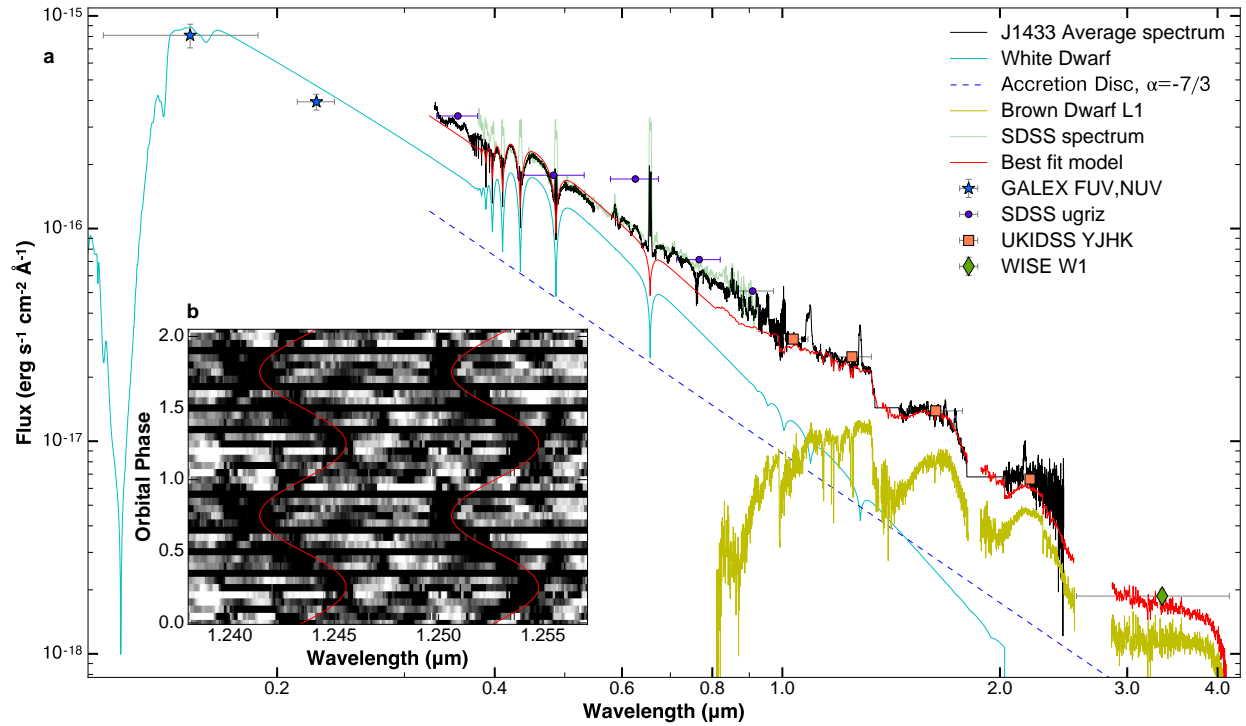 a
10⁻¹⁵
10⁻¹⁶
10⁻¹⁷
10⁻¹⁸
Flux (erg s⁻¹ cm⁻² Å⁻¹)
J1433 Average spectrum
White Dwarf
Accretion Disc, α=-7/3
Brown Dwarf L1
SDSS spectrum
Best fit model
GALEX FUV,NUV
SDSS ugriz
UKIDSS YJHK
WISE W1
b
2.0
1.5
1.0
0.5
0.0
Orbital Phase
1.240 1.245 1.250 1.255
Wavelength (µm)
0.2 0.4 0.6 0.8 1.0 2.0 3.0 4.0
Wavelength (µm)